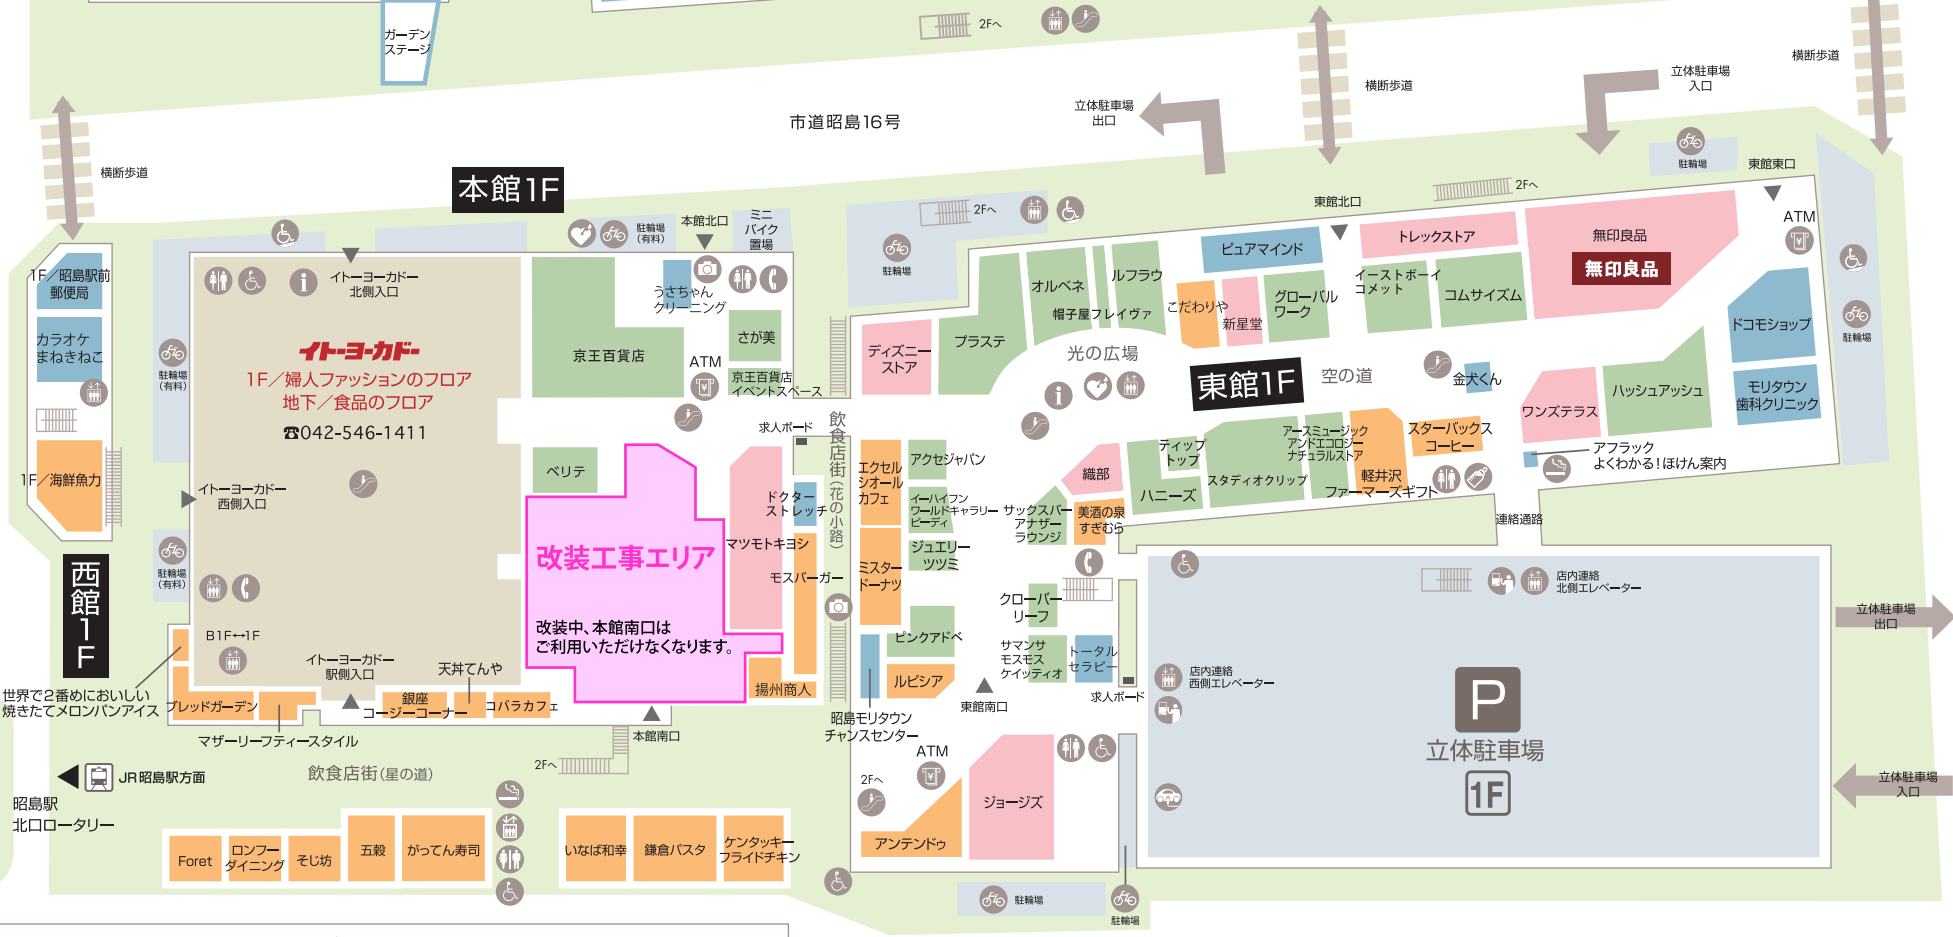 ガーデン
ステージ
2Fへ
横断歩道
市道昭島16号
立体駐車場
出口
横断歩道
立体駐車場
入口
横断歩道
本館1F
駐輪場
東館東口
2Fへ
ATM
駐輪場
(有料)
本館北口
ミニ
バイク
置場
2Fへ
駐輪場
東館北口
1F/昭島駅前
郵便局
カラオケ
まねきねこ
1F/海鮮魚力
西館1F
駐輪場
(有料)
駐輪場
(有料)
イトーヨーカドー
北側入口
イトーヨーカドー
1F/婦人ファッションのフロア
地下/食品のフロア
☎042-546-1411
イトーヨーカドー
西側入口
B1F↔1F
イトーヨーカドー
駅側入口
京王百貨店
うさちゃん
クリーニング
さが美
ATM
京王百貨店
イベントスペース
求人ボード
ベリテ
改装工事エリア
改装中、本館南口は
ご利用いただけなくなります。
マツモトキヨシ
ドクター
ストレッチ
モスバーガー
揚州商人
天丼てんや
銀座
コージーコーナー
コパラカフェ
本館南口
世界で2番めにおいしい
焼きたてメロンパンアイス
ブレッドガーデン
マザーリーフティースタイル
飲食店街(星の道)
2Fへ
JR昭島駅方面
昭島駅
北口ロータリー
Foret
ロンフー
ダイニング
そじ坊
五穀
がってん寿司
いなば和幸
鎌倉パスタ
ケンタッキー
フライドチキン
飲食店街(花の小路)
ディズニー
ストア
プラステ
オルベネ
帽子屋フレイヴァ
ルフラウ
光の広場
こだわりや
新星堂
ピュアマインド
グローバル
ワーク
トレックストア
イーストボーイ
コメット
コムサイズム
無印良品
無印良品
東館1F
空の道
金犬くん
ドコモショップ
モリタウン
歯科クリニック
ハッシュアッシュ
ワンズテラス
アフラック
よくわかる!ほけん案内
駐輪場
スターバックス
コーヒー
軽井沢
ファーマーズギフト
アースミュージック
アンドエコロジー
ナチュラルストア
スタディオクリップ
ティップ
トップ
ハニーズ
織部
美酒の泉
すぎむら
サックスバー
アナザー
ラウンジ
エクセル
シオール
カフェ
アクセジャパン
イーハイフン
ワールドギャラリー
ビーディ
ジュエリー
ツツミ
ミスター
ドーナツ
ピンクアドベ
ルピシア
昭島モリタウン
チャンスセンター
クローバー
リーフ
サマンサ
モスモス
ケイッティオ
トータル
セラピー
東館南口
求人ボード
ATM
2Fへ
アンテンドゥ
ジョージズ
連絡通路
店内連絡
北側エレベーター
店内連絡
西側エレベーター
P
立体駐車場
1F
立体駐車場
出口
立体駐車場
入口
駐輪場
駐輪場